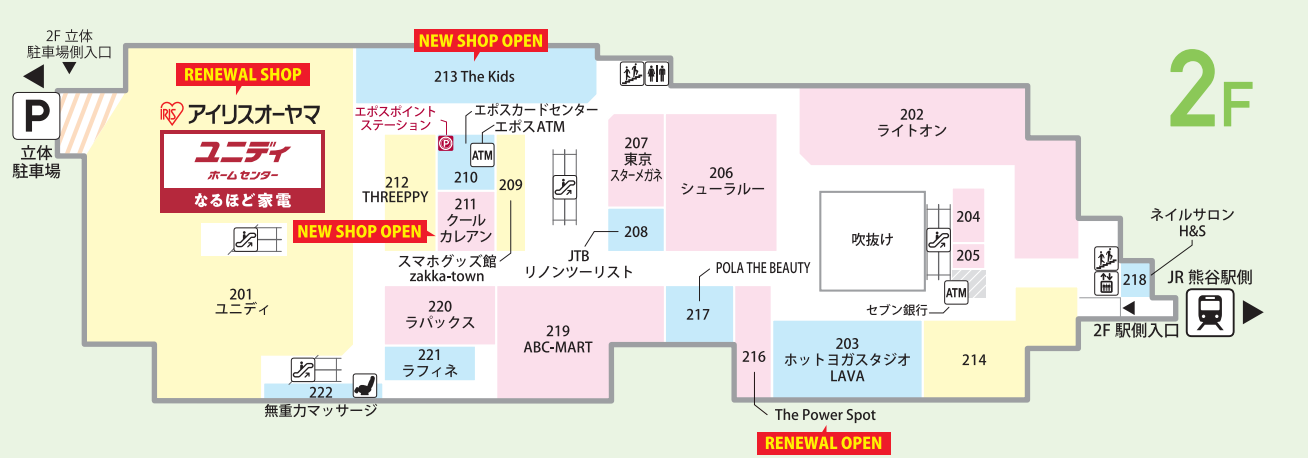 2F 立体
駐車場側入口
P
立体
駐車場
RENEWAL SHOP
IRIS アイリスオーヤマ
ユニディ
ホームセンター
なるほど家電
201
ユニディ
222
無重力マッサージ
NEW SHOP OPEN
213 The Kids
エポスポイント
ステーション
P
エポスカードセンター
エポスATM
ATM
210
212
THREEPPY
209
211
クール
カレアン
NEW SHOP OPEN
スマホグッズ館
zakka-town
207
東京
スターメガネ
208
JTB
リノンツーリスト
206
シューラルー
220
ラパックス
221
ラフィネ
219
ABC-MART
217
POLA THE BEAUTY
216
The Power Spot
RENEWAL OPEN
202
ライトオン
吹抜け
204
205
ATM
セブン銀行
203
ホットヨガスタジオ
LAVA
214
ネイルサロン
H&S
218
2F 駅側入口
JR 熊谷駅側
2F